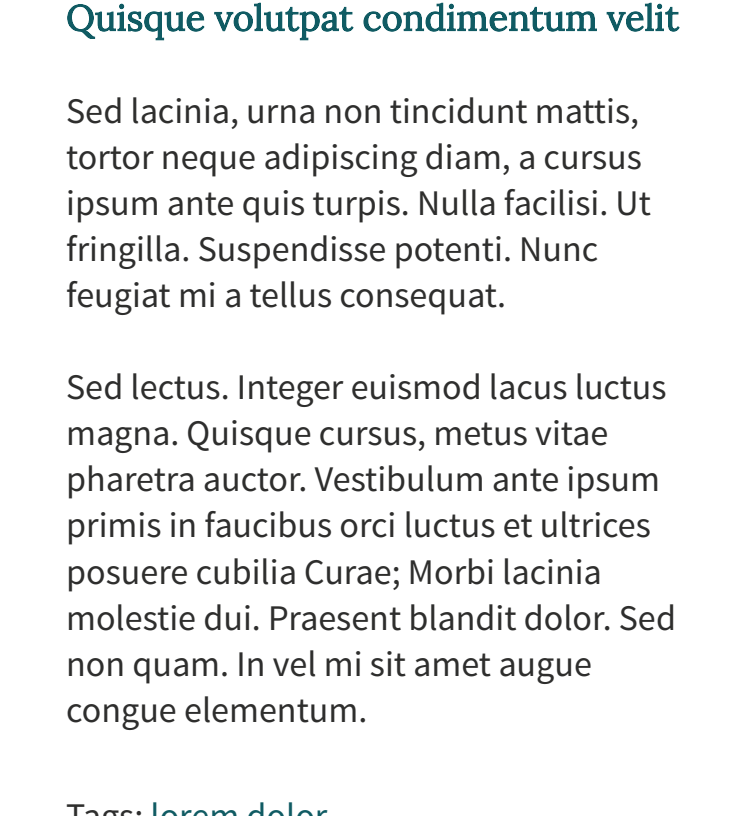 Quisque volutpat condimentum velit
Sed lacinia, urna non tincidunt mattis,
tortor neque adipiscing diam, a cursus
ipsum ante quis turpis. Nulla facilisi. Ut
fringilla. Suspendisse potenti. Nunc
feugiat mi a tellus consequat.
Sed lectus. Integer euismod lacus luctus
magna. Quisque cursus, metus vitae
pharetra auctor. Vestibulum ante ipsum
primis in faucibus orci luctus et ultrices
posuere cubilia Curae; Morbi lacinia
molestie dui. Praesent blandit dolor. Sed
non quam. In vel mi sit amet augue
congue elementum.
Tags: lorem dolor